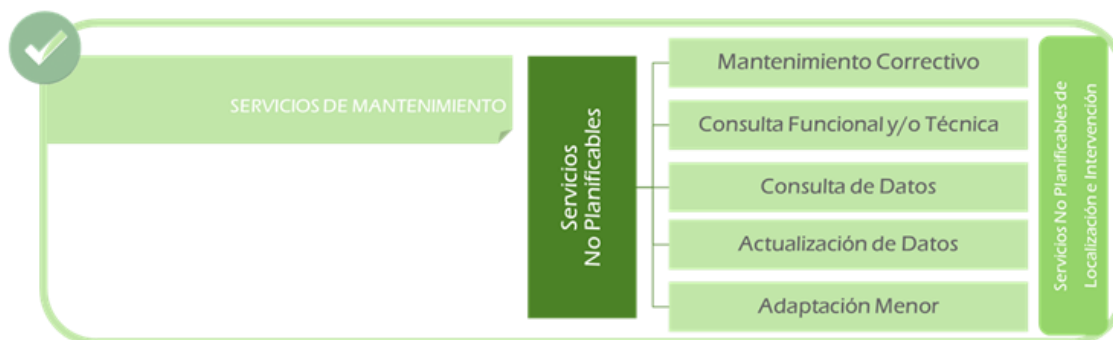 SERVICIOS DE MANTENIMIENTO
Servicios
No Planificables
Mantenimiento Correctivo
Consulta Funcional y/o Técnica
Consulta de Datos
Actualización de Datos
Adaptación Menor
Servicios No Planificables de
Localización e Intervención